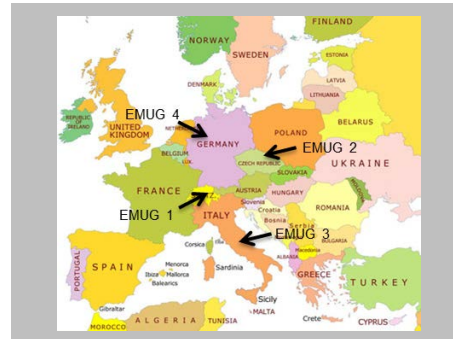 FINLAND
NORWAY
SWEDEN
ESTONIA
LATVIA
LITHUANIA
DENMARK
BELARUS
EMUG 4
REPUBLIC
OF
IRELAND
UNITED
KINGDOM
POLAND
GERMANY
EMUG 2
BELGIUM
LUX.
CZECH REPUBLIC
UKRAINE
SLOVAKIA
FRANCE
AUSTRIA
HUNGARY
MOLDOVA
EMUG 1
Slovenia
Croatia
ROMANIA
ITALY
Bosnia
Serbia
EMUG 3
BULGARIA
Corsica
Macedonia
ALBANIA
PORTUGAL
SPAIN
Menorca
Ibiza
Mallorca
Balearics
Sardinia
GREECE
TURKEY
Sicily
Gibraltar
MALTA
Crete
CYPRUS
MOROCCO
ALGERIA
TUNISIA